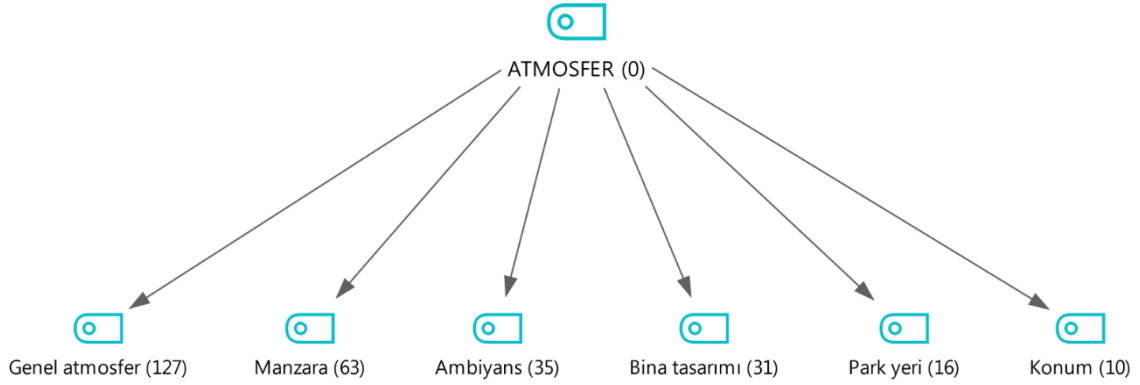 ATMOSFER (0)
Genel atmosfer (127)
Manzara (63)
Ambiyans (35)
Bina tasarımı (31)
Park yeri (16)
Konum (10)